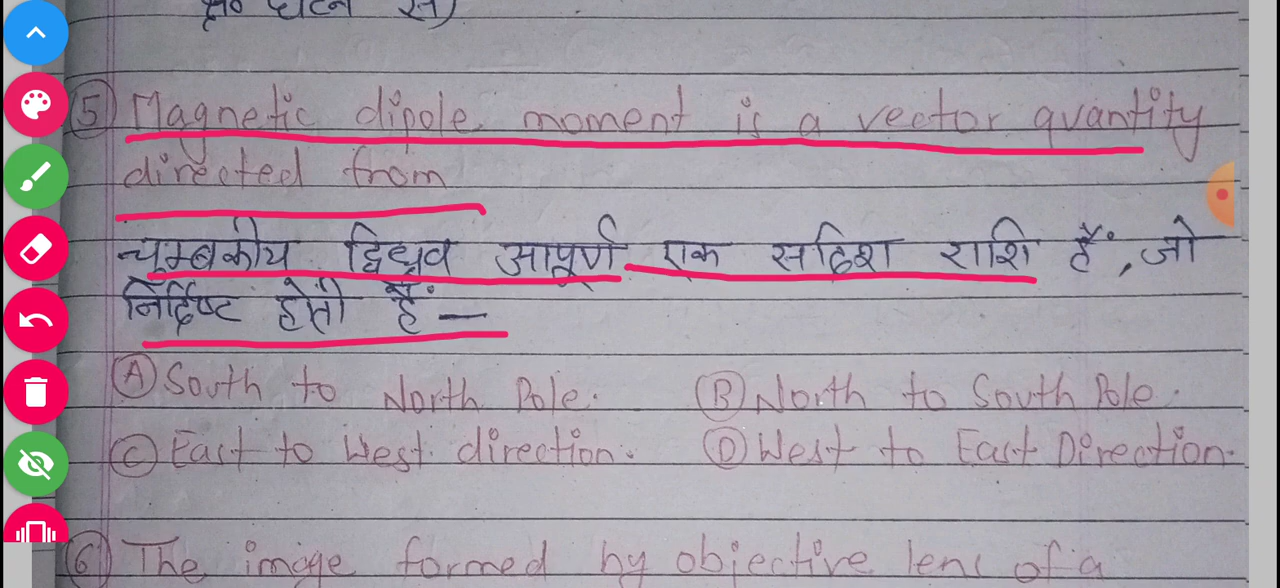 ⑤ Magnetic dipole moment is a vector quantity
directed from
चुम्बकीय द्विध्रुव आपूर्ण एक सदिश राशि हैं, जो
निर्दिष्ट होती हैं —
Ⓐ South to North Pole. Ⓑ North to South Pole.
Ⓒ East to West direction. Ⓓ West to East Direction.
⑥ The image formed by objective lens of a